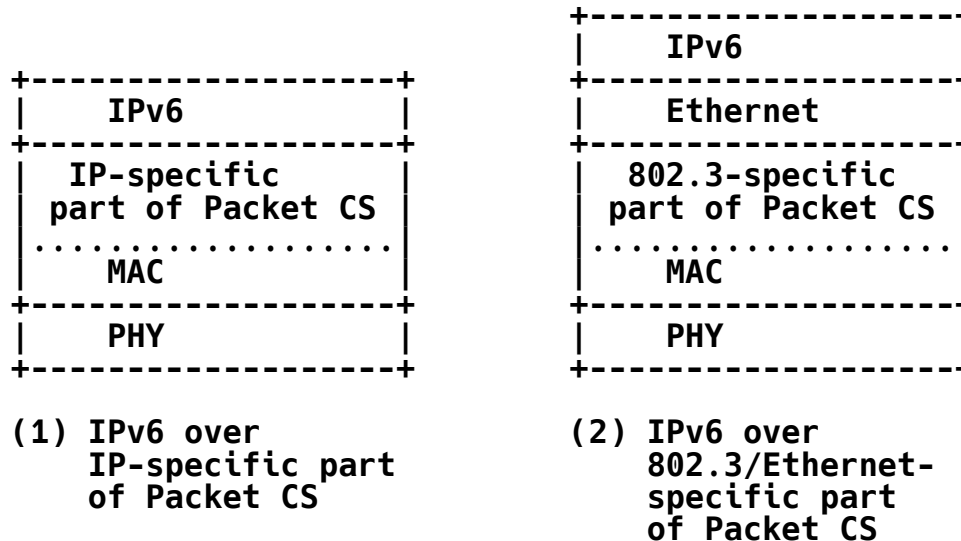 +-------------------+
|     IPv6
+-------------------+        +-------------------
|     IPv6          |        |     Ethernet
+-------------------+        +-------------------
|   IP-specific     |        |   802.3-specific
|  part of Packet CS |       |  part of Packet CS
|...................|        |...................
|     MAC           |        |     MAC
+-------------------+        +-------------------
|     PHY           |        |     PHY
+-------------------+        +-------------------
(1) IPv6 over                (2) IPv6 over
IP-specific part             802.3/Ethernet-
of Packet CS                 specific part
of Packet CS